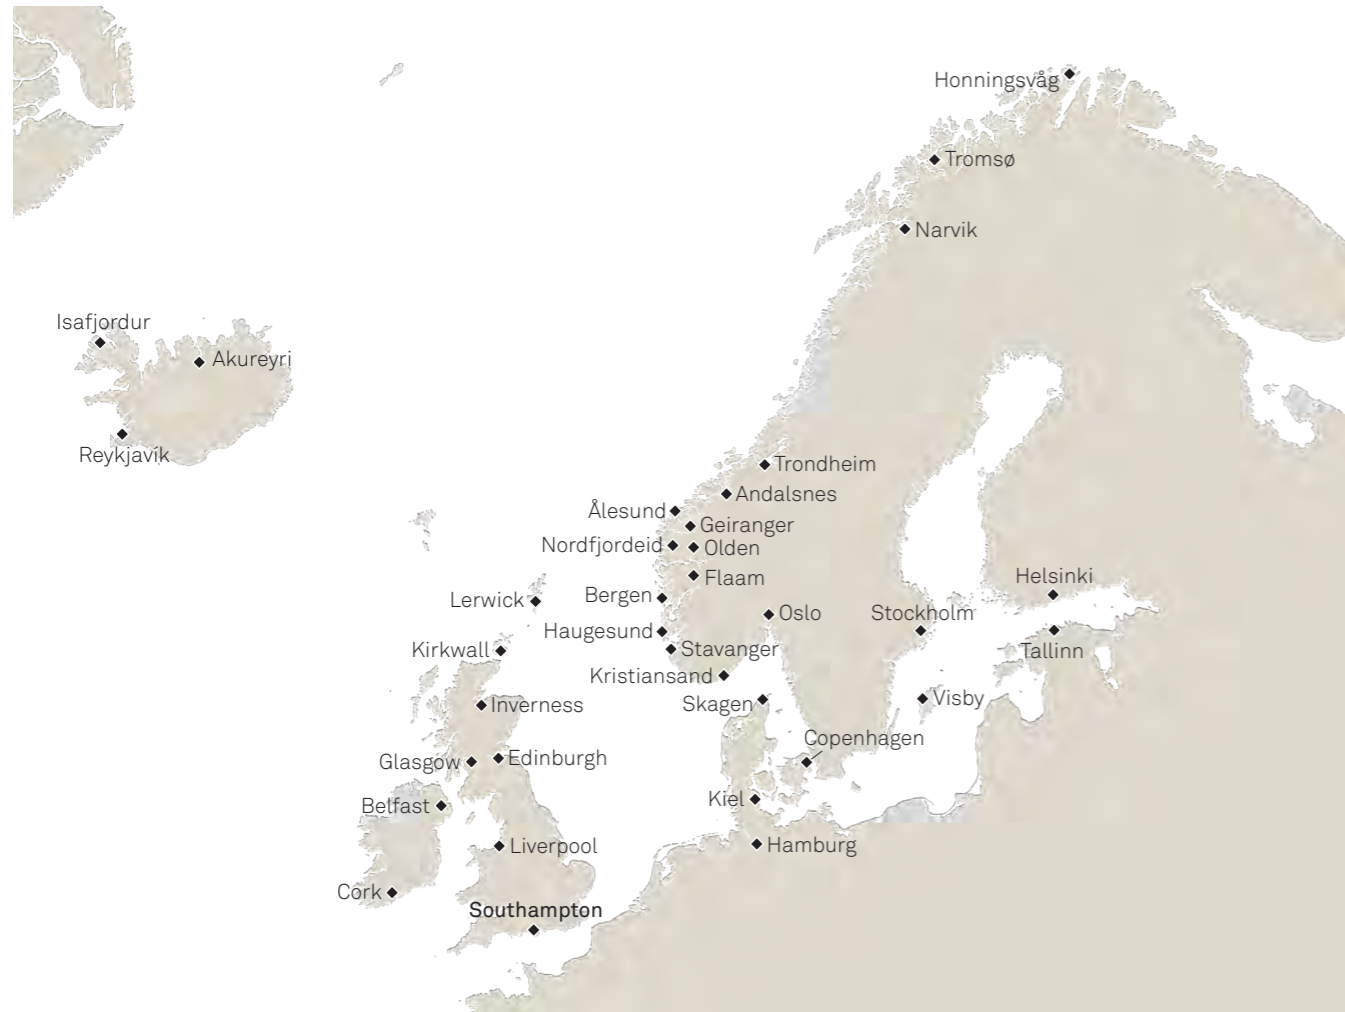 Honningsvåg
Tromsø
Narvik
Isafjordur
Akureyri
Reykjavík
Trondheim
Andalsnes
Ålesund
Geiranger
Nordfjordeid
Olden
Flaam
Helsinki
Bergen
Lerwick
Oslo
Stockholm
Haugesund
Kirkwall
Stavanger
Tallinn
Kristiansand
Visby
Skagen
Inverness
Copenhagen
Glasgow
Edinburgh
Kiel
Belfast
Liverpool
Hamburg
Cork
Southampton